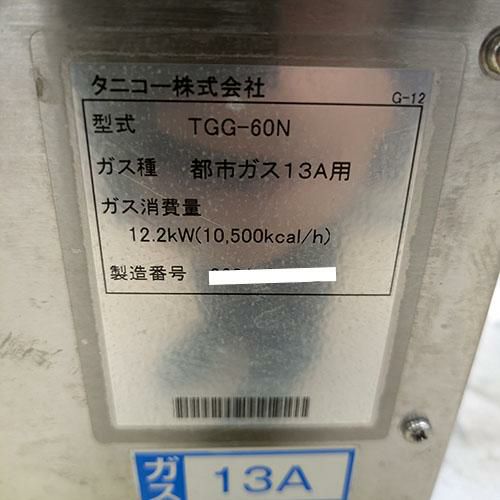 タニコー株式会社
G-12
型式 TGG-60N
ガス種 都市ガス13A用
ガス消費量
12.2kW(10,500kcal/h)
製造番号
ガス 13A